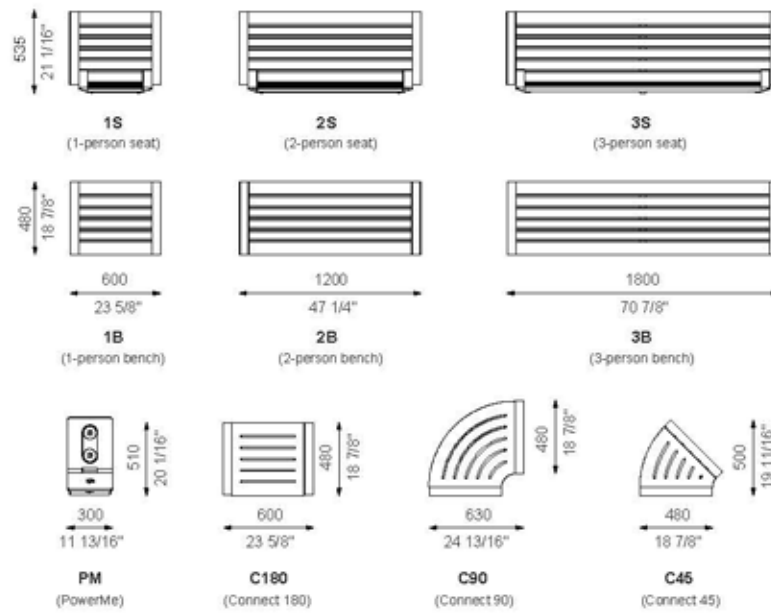 535
21 1/16"
1S
(1-person seat)
2S
(2-person seat)
3S
(3-person seat)
480
18 7/8"
600
23 5/8"
1200
47 1/4"
1800
70 7/8"
1B
(1-person bench)
2B
(2-person bench)
3B
(3-person bench)
510
20 1/16"
480
18 7/8"
480
18 7/8"
500
19 11/16"
300
11 13/16"
600
23 5/8"
630
24 13/16"
480
18 7/8"
PM
(PowerMe)
C180
(Connect 180)
C90
(Connect 90)
C45
(Connect 45)